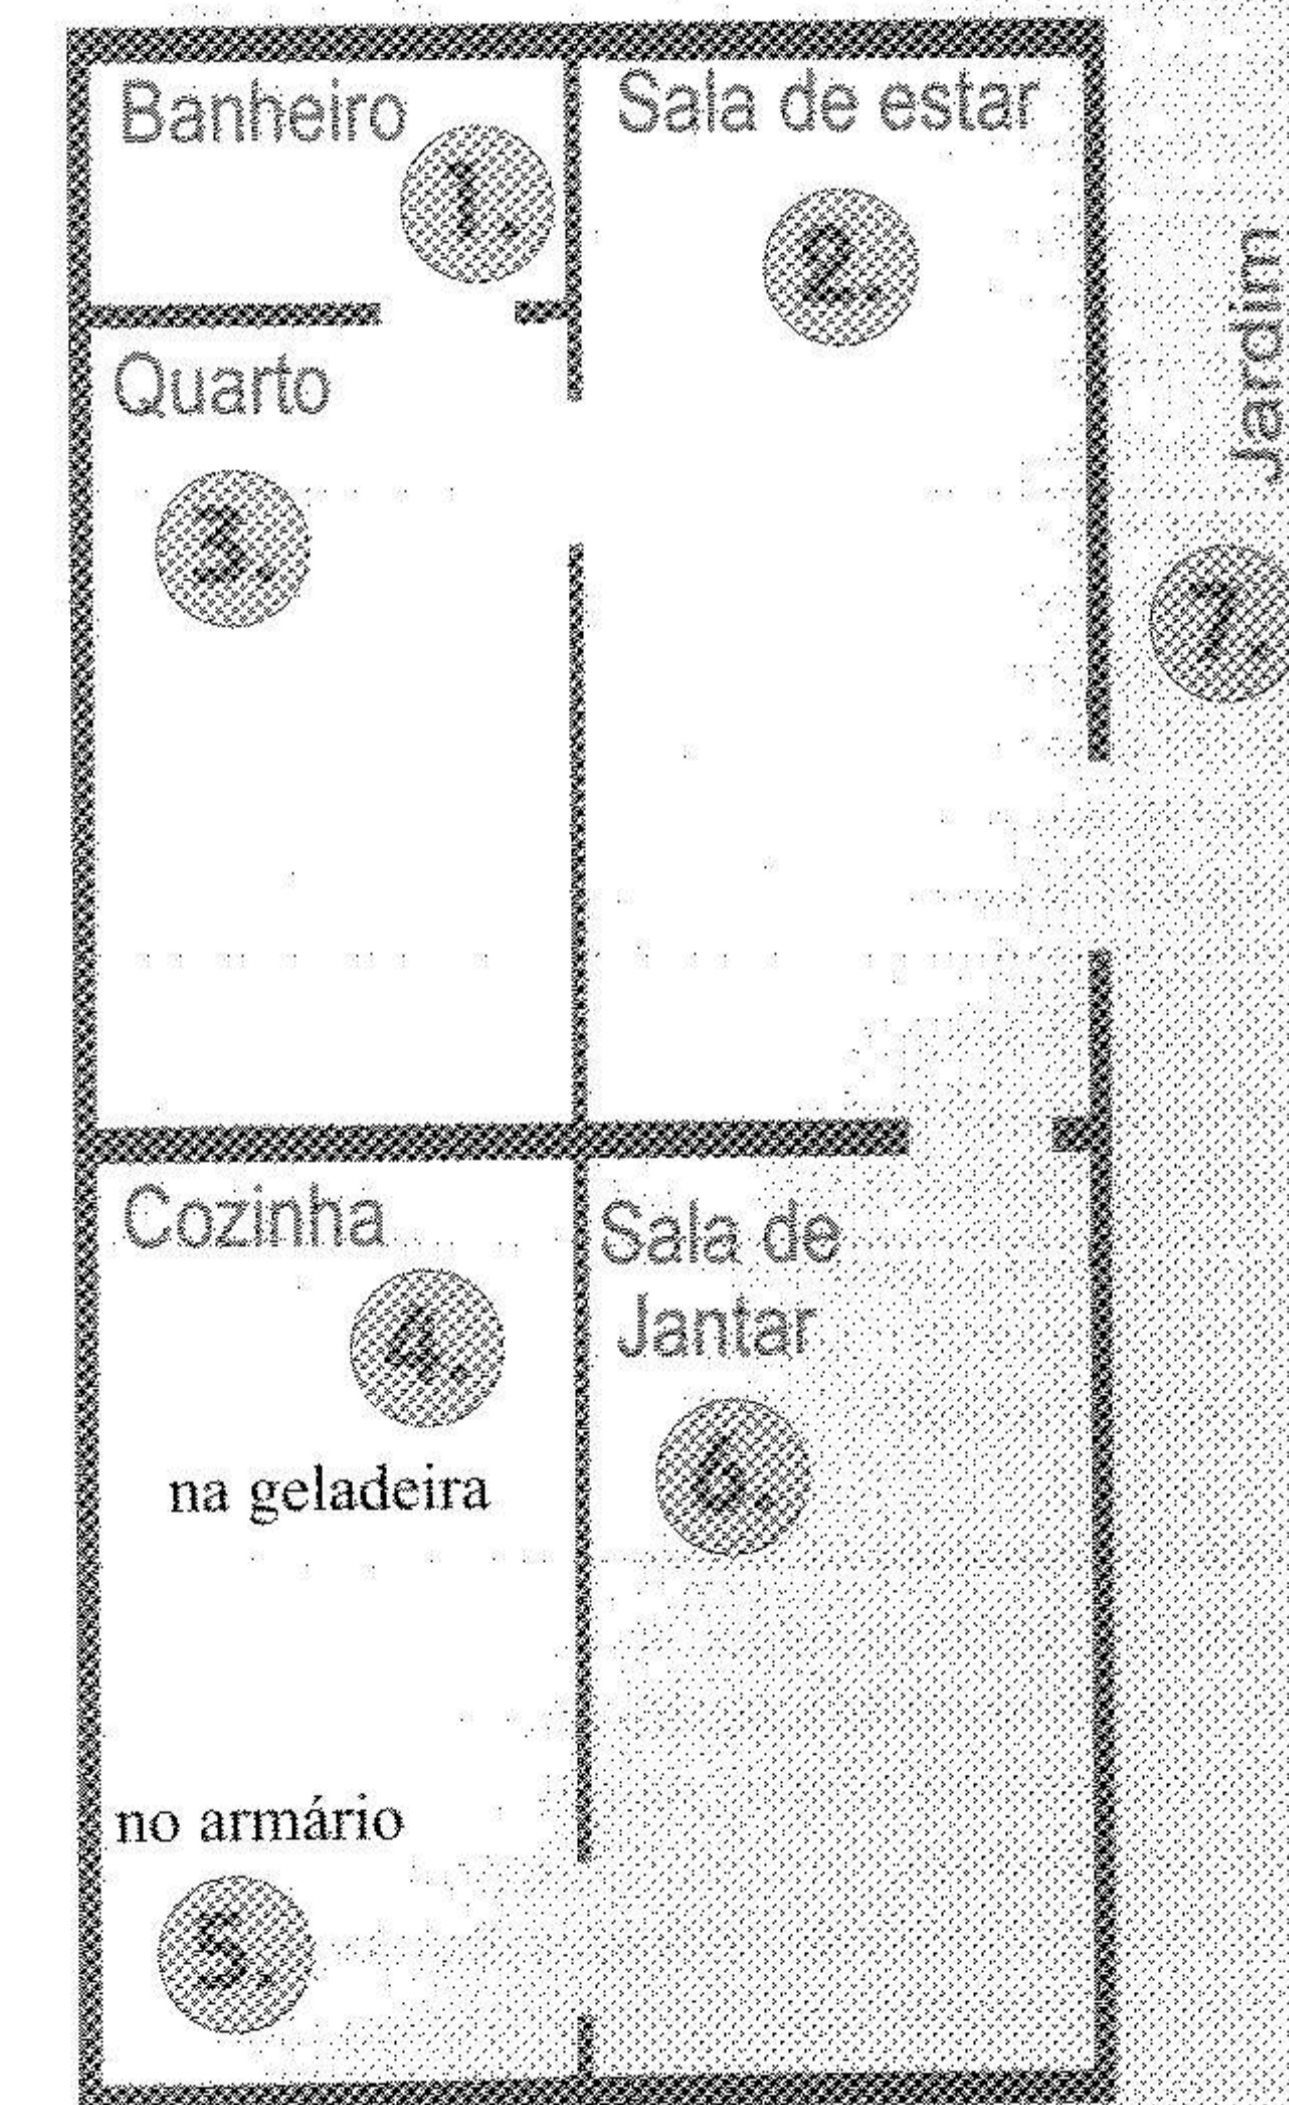 Banheiro
1.
Sala de estar
2.
Quarto
3.
Jardim
7.
Cozinha
4.
na geladeira
no armário
5.
Sala de
Jantar
6.